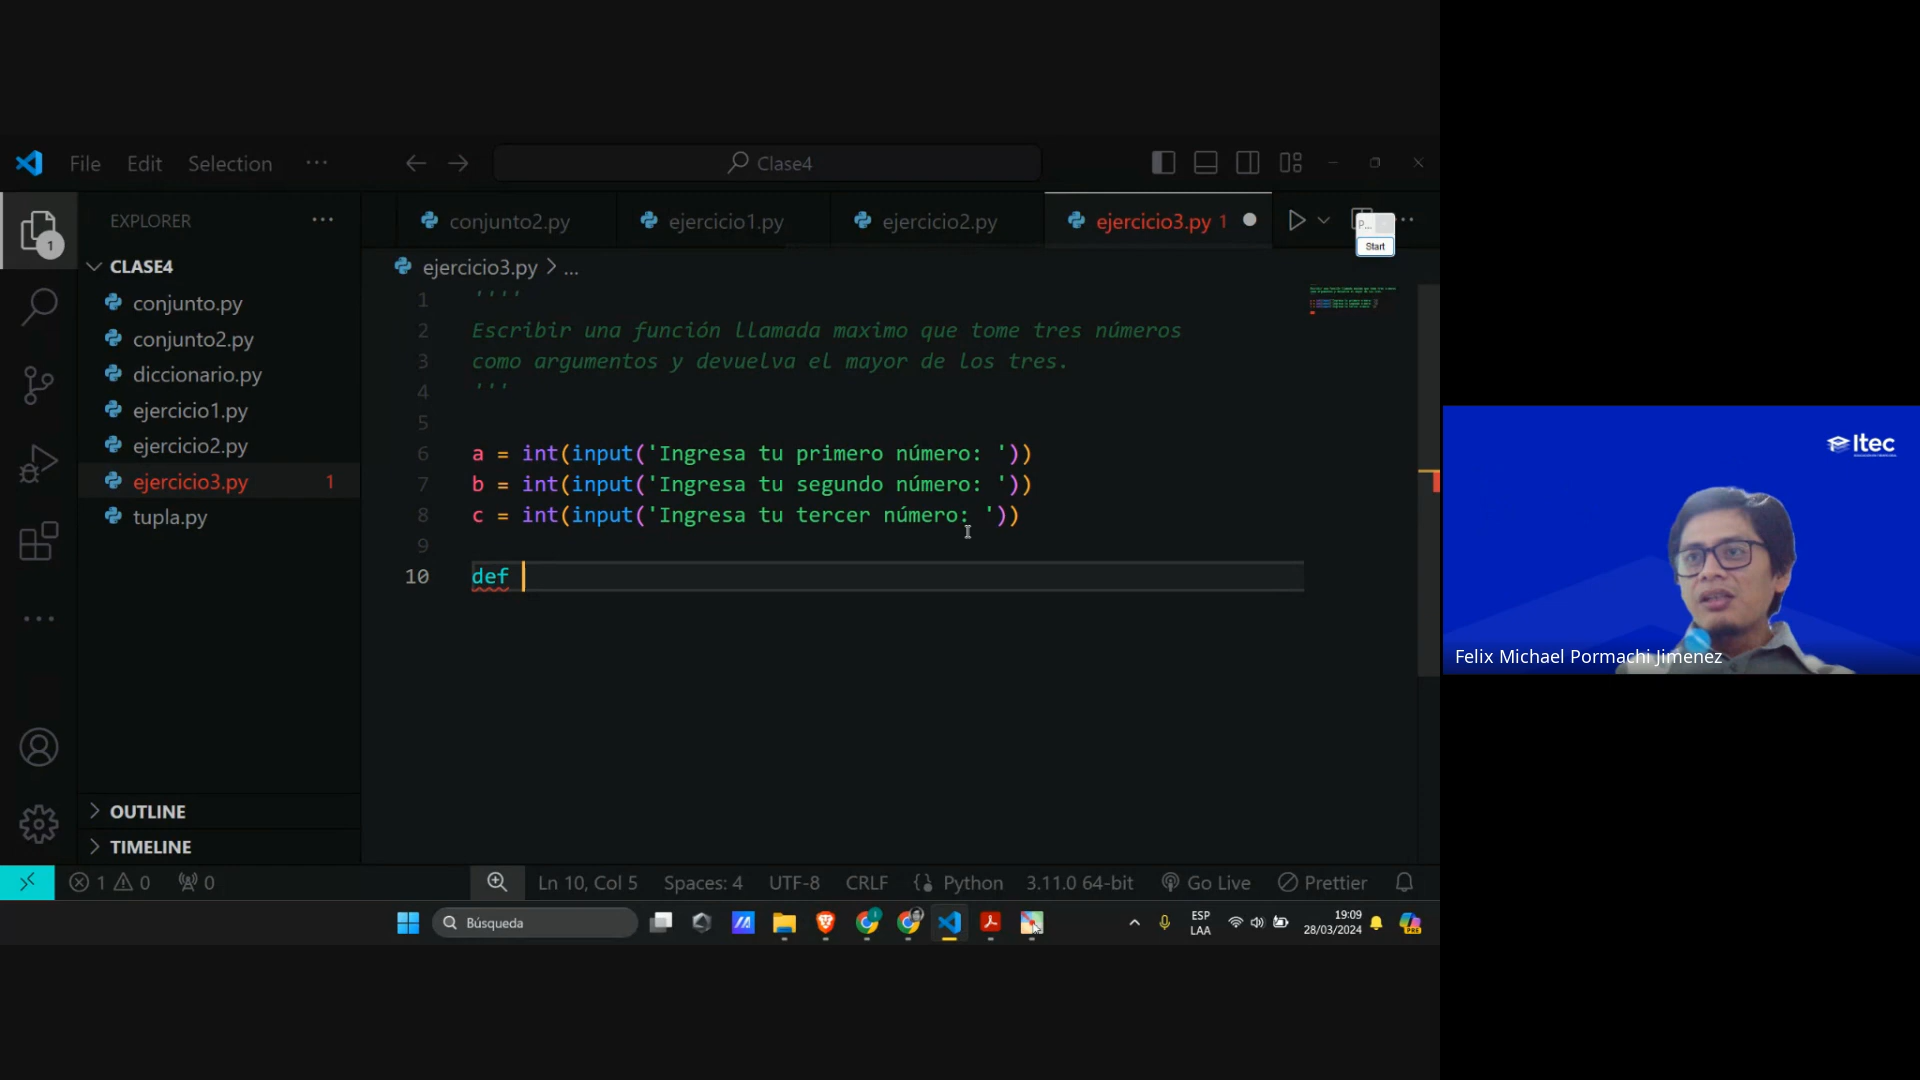 File Edit Selection ...
Clase4
EXPLORER ...
conjunto2.py
ejercicio1.py
ejercicio2.py
ejercicio3.py 1
P...
Start
CLASE4
conjunto.py
conjunto2.py
diccionario.py
ejercicio1.py
ejercicio2.py
ejercicio3.py 1
tupla.py
OUTLINE
TIMELINE
1
ejercicio3.py > ...
1 ''''
2 Escribir una función llamada maximo que tome tres números
3 como argumentos y devuelva el mayor de los tres.
4 '''
5
6 a = int(input('Ingresa tu primero número: '))
7 b = int(input('Ingresa tu segundo número: '))
8 c = int(input('Ingresa tu tercer número: '))
9
10 def
1 0 0
Ln 10, Col 5 Spaces: 4 UTF-8 CRLF Python 3.11.0 64-bit Go Live Prettier
Búsqueda
ESP
LAA
19:09
28/03/2024
PRE
Itec
Felix Michael Pormachi Jimenez